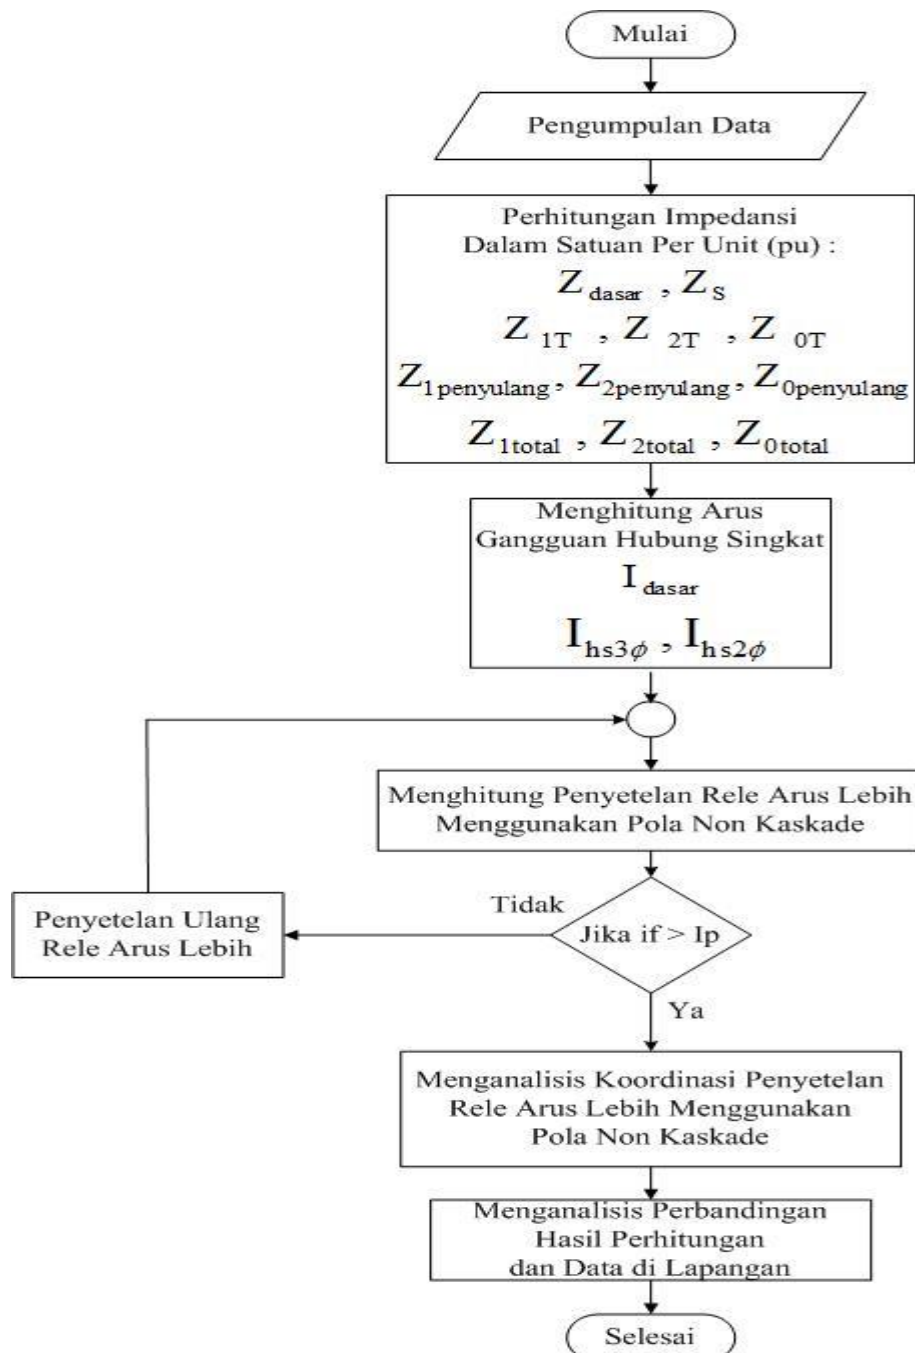 Mulai
Pengumpulan Data
Perhitungan Impedansi
Dalam Satuan Per Unit (pu) :
Z dasar , Z S
Z 1T , Z 2T , Z 0T
Z 1penyulang , Z 2penyulang , Z 0penyulang
Z 1total , Z 2total , Z 0total
Menghitung Arus
Gangguan Hubung Singkat
I dasar
I hs3ϕ , I hs2ϕ
Menghitung Penyetelan Rele Arus Lebih
Menggunakan Pola Non Kaskade
Tidak
Penyetelan Ulang
Rele Arus Lebih
Jika if > Ip
Ya
Menganalisis Koordinasi Penyetelan
Rele Arus Lebih Menggunakan
Pola Non Kaskade
Menganalisis Perbandingan
Hasil Perhitungan
dan Data di Lapangan
Selesai